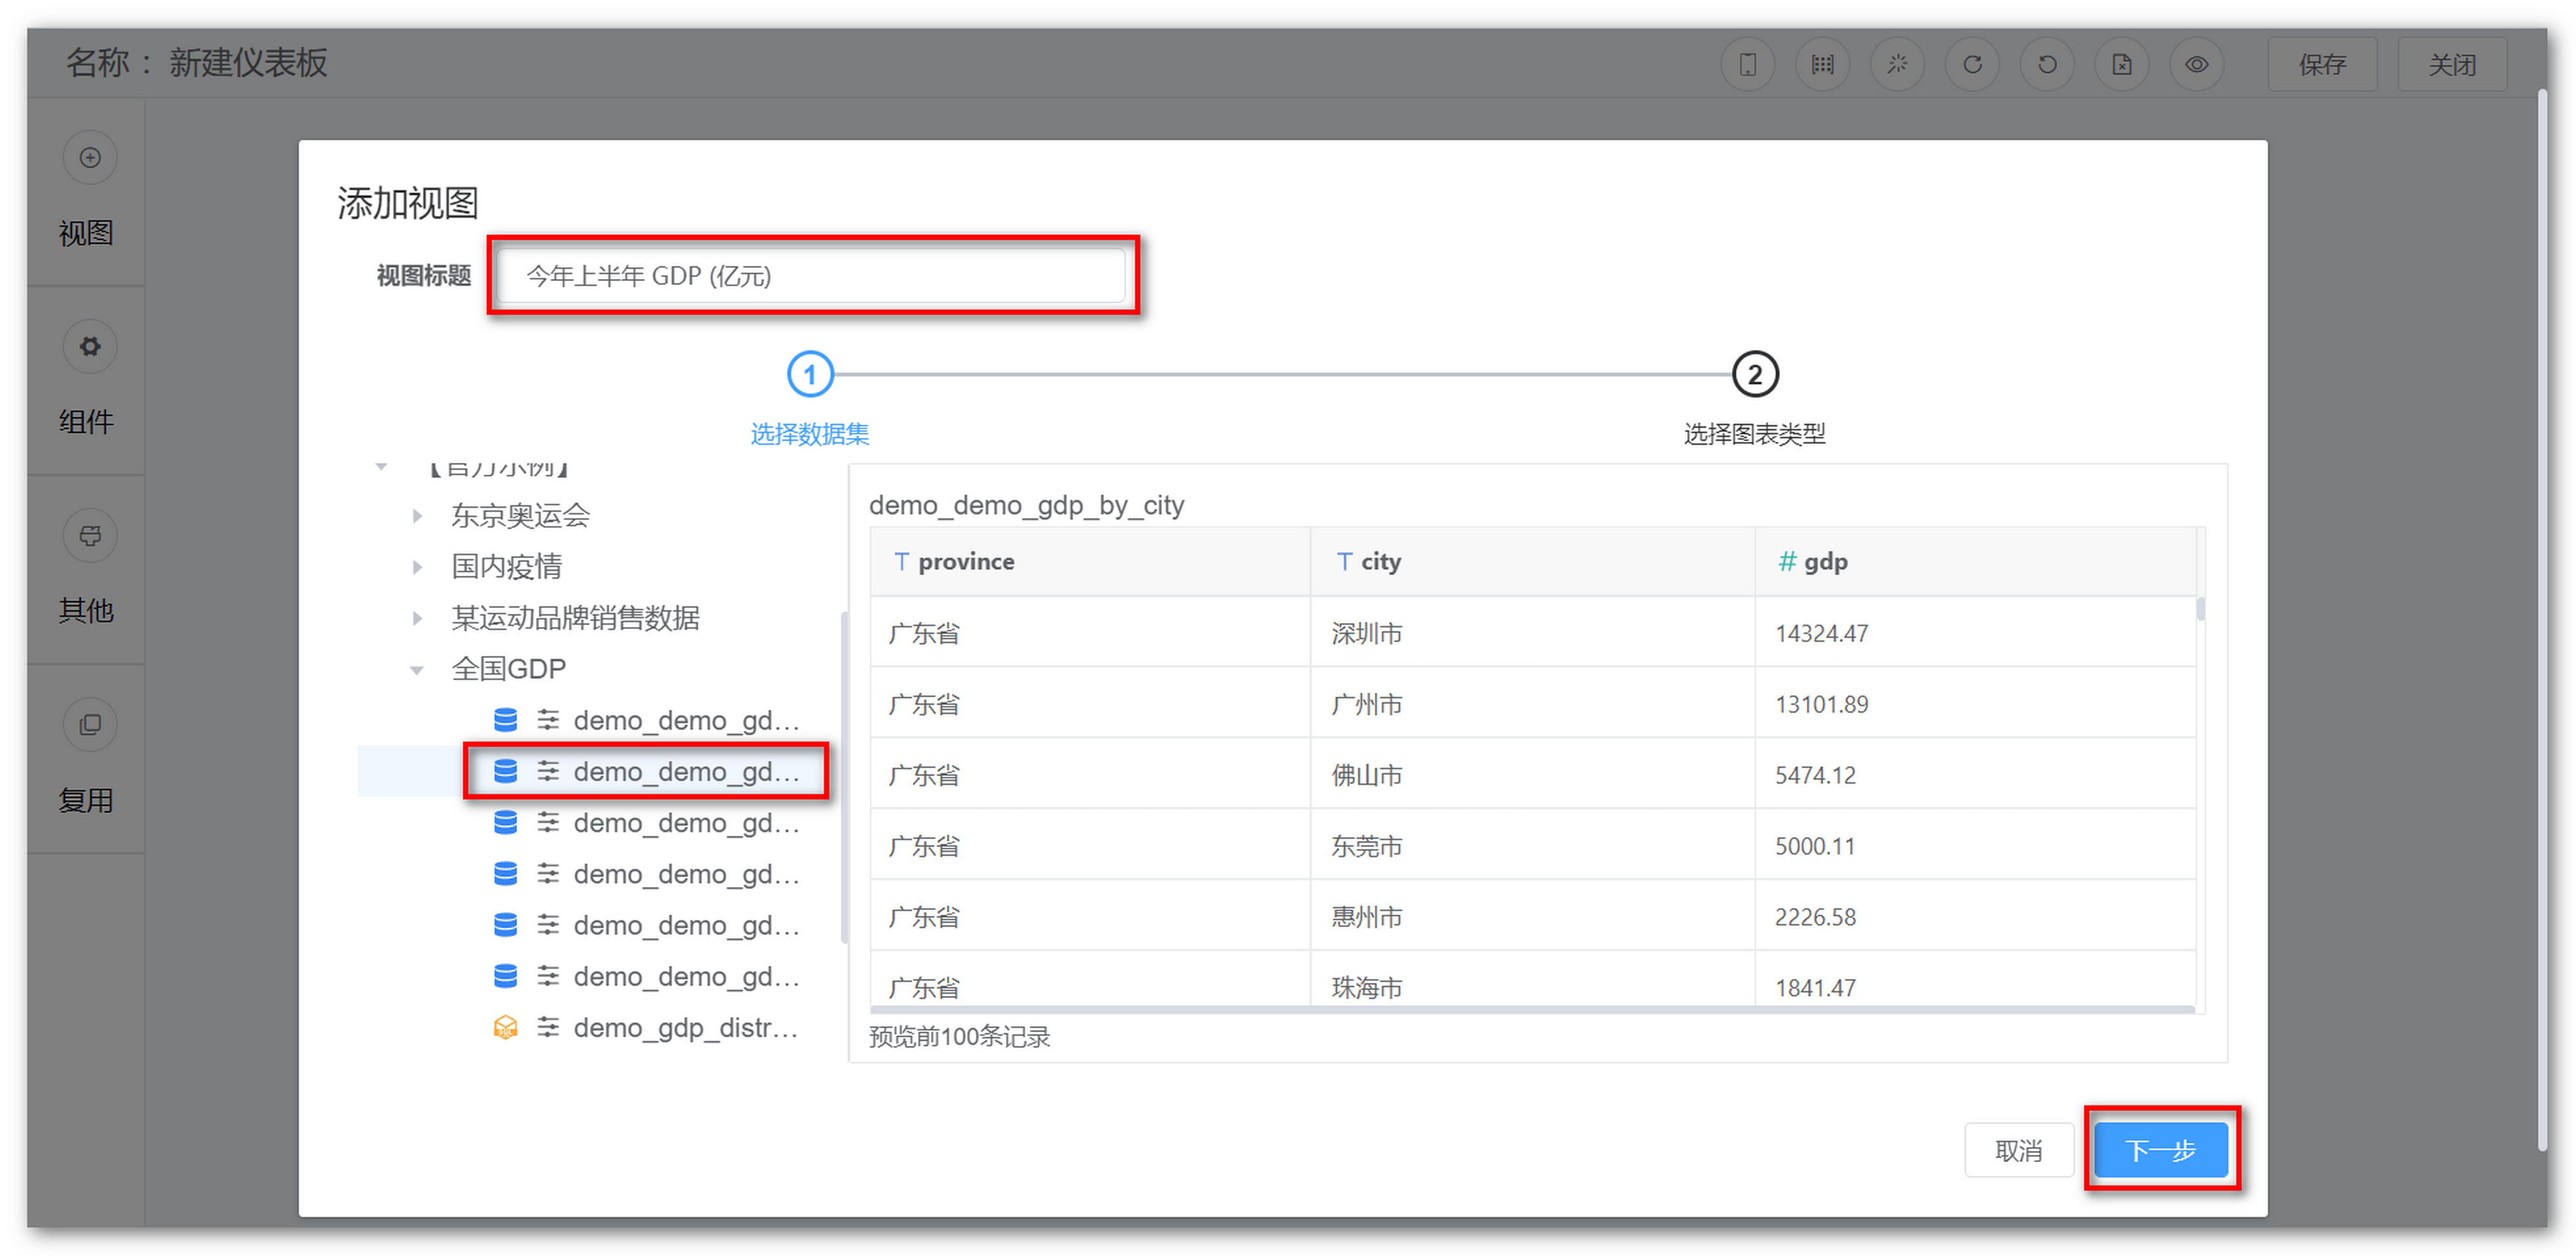 名称 : 新建仪表板
保存
关闭
视图
组件
其他
复用
添加视图
视图标题
今年上半年 GDP (亿元)
1
2
选择数据集
选择图表类型
【官方示例】
东京奥运会
国内疫情
某运动品牌销售数据
全国GDP
demo_demo_gd...
demo_demo_gd...
demo_demo_gd...
demo_demo_gd...
demo_demo_gd...
demo_demo_gd...
demo_gdp_distr...
demo_demo_gdp_by_city
T province T city # gdp
广东省 深圳市 14324.47
广东省 广州市 13101.89
广东省 佛山市 5474.12
广东省 东莞市 5000.11
广东省 惠州市 2226.58
广东省 珠海市 1841.47
预览前100条记录
取消
下一步